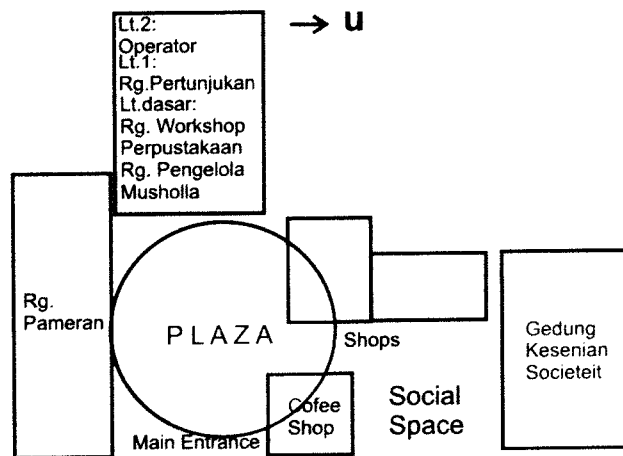 Lt.2:
Operator
Lt.1:
Rg.Pertunjukan
Lt.dasar:
Rg. Workshop
Perpustakaan
Rg. Pengelola
Musholla
u
Rg.
Pameran
PLAZA
Shops
Gedung
Kesenian
Societeit
Cofee
Shop
Social
Space
Main Entrance